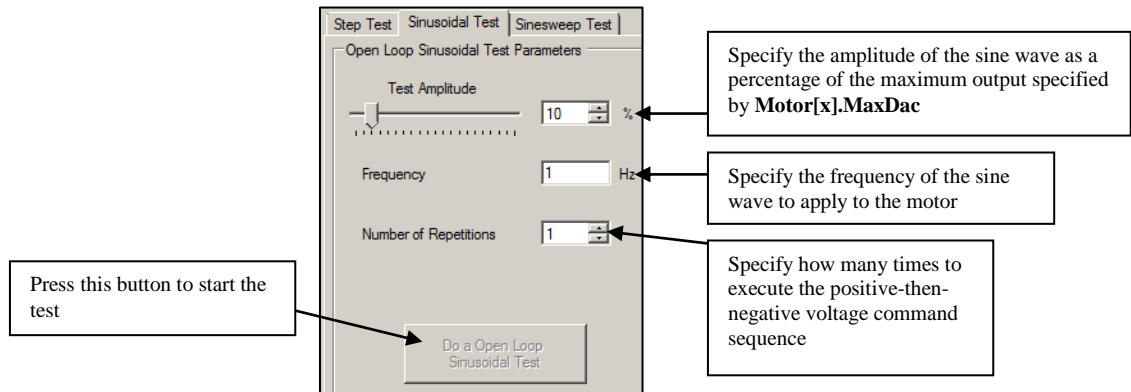 Step Test
Sinusoidal Test
Sinesweep Test
Open Loop Sinusoidal Test Parameters
Test Amplitude
10
%
Frequency
1
Hz
Number of Repetitions
1
Do a Open Loop
Sinusoidal Test
Specify the amplitude of the sine wave as a
percentage of the maximum output specified
by Motor[x].MaxDac
Specify the frequency of the sine
wave to apply to the motor
Specify how many times to
execute the positive-then-
negative voltage command
sequence
Press this button to start the
test